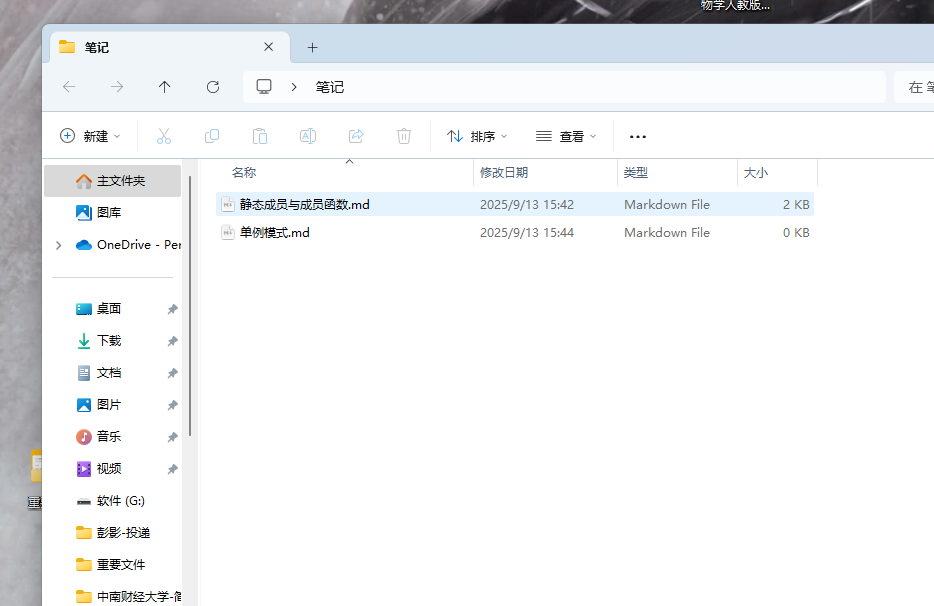 物学人教版...
笔记
笔记
在
新建
排序
查看
名称
修改日期
类型
大小
主文件夹
静态成员与成员函数.md 2025/9/13 15:42 Markdown File 2 KB
图库
单例模式.md 2025/9/13 15:44 Markdown File 0 KB
OneDrive - Per
桌面
下载
文档
图片
音乐
视频
软件 (G:)
彭影-投递
重要文件
中南财经大学-